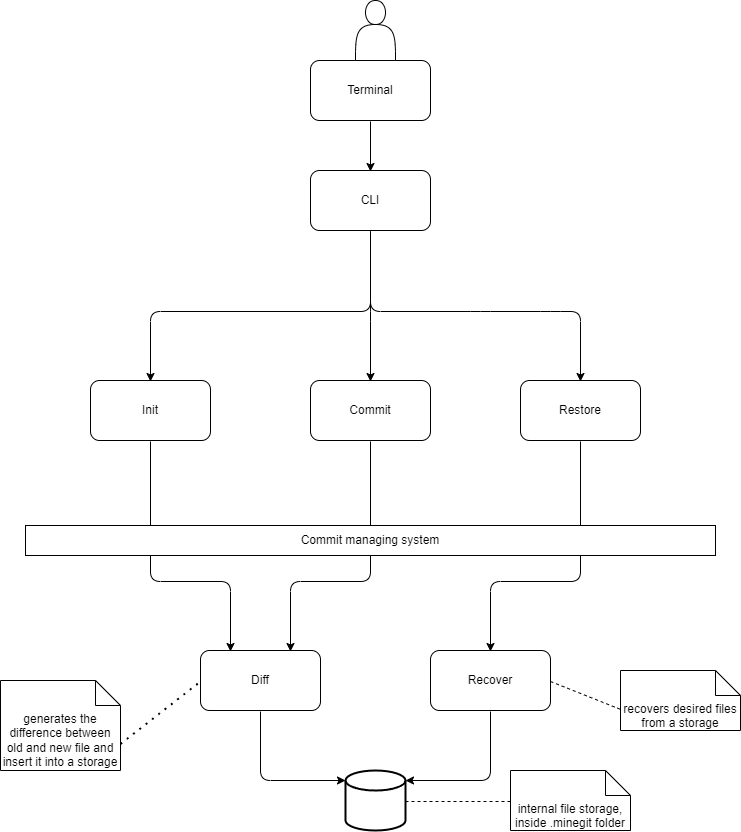 Terminal
CLI
Init
Commit
Restore
Commit managing system
Diff
Recover
generates the
difference between
old and new file and
insert it into a storage
recovers desired files
from a storage
internal file storage,
inside .minegit folder